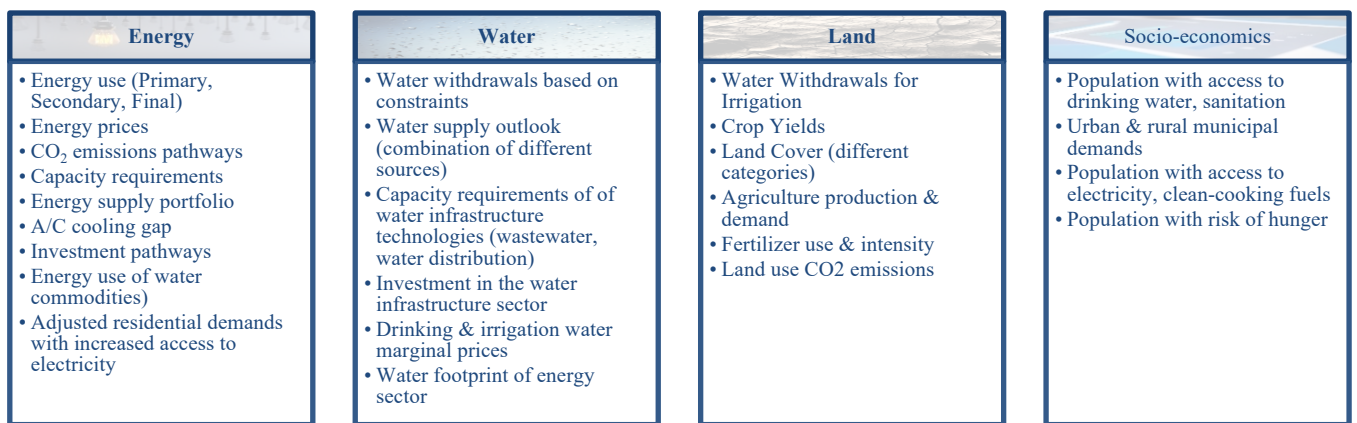 Energy
• Energy use (Primary,
Secondary, Final)
• Energy prices
• CO₂ emissions pathways
• Capacity requirements
• Energy supply portfolio
• A/C cooling gap
• Investment pathways
• Energy use of water
commodities)
• Adjusted residential demands
with increased access to
electricity
Water
• Water withdrawals based on
constraints
• Water supply outlook
(combination of different
sources)
• Capacity requirements of of
water infrastructure
technologies (wastewater,
water distribution)
• Investment in the water
infrastructure sector
• Drinking & irrigation water
marginal prices
• Water footprint of energy
sector
Land
• Water Withdrawals for
Irrigation
• Crop Yields
• Land Cover (different
categories)
• Agriculture production &
demand
• Fertilizer use & intensity
• Land use CO2 emissions
Socio-economics
• Population with access to
drinking water, sanitation
• Urban & rural municipal
demands
• Population with access to
electricity, clean-cooking fuels
• Population with risk of hunger